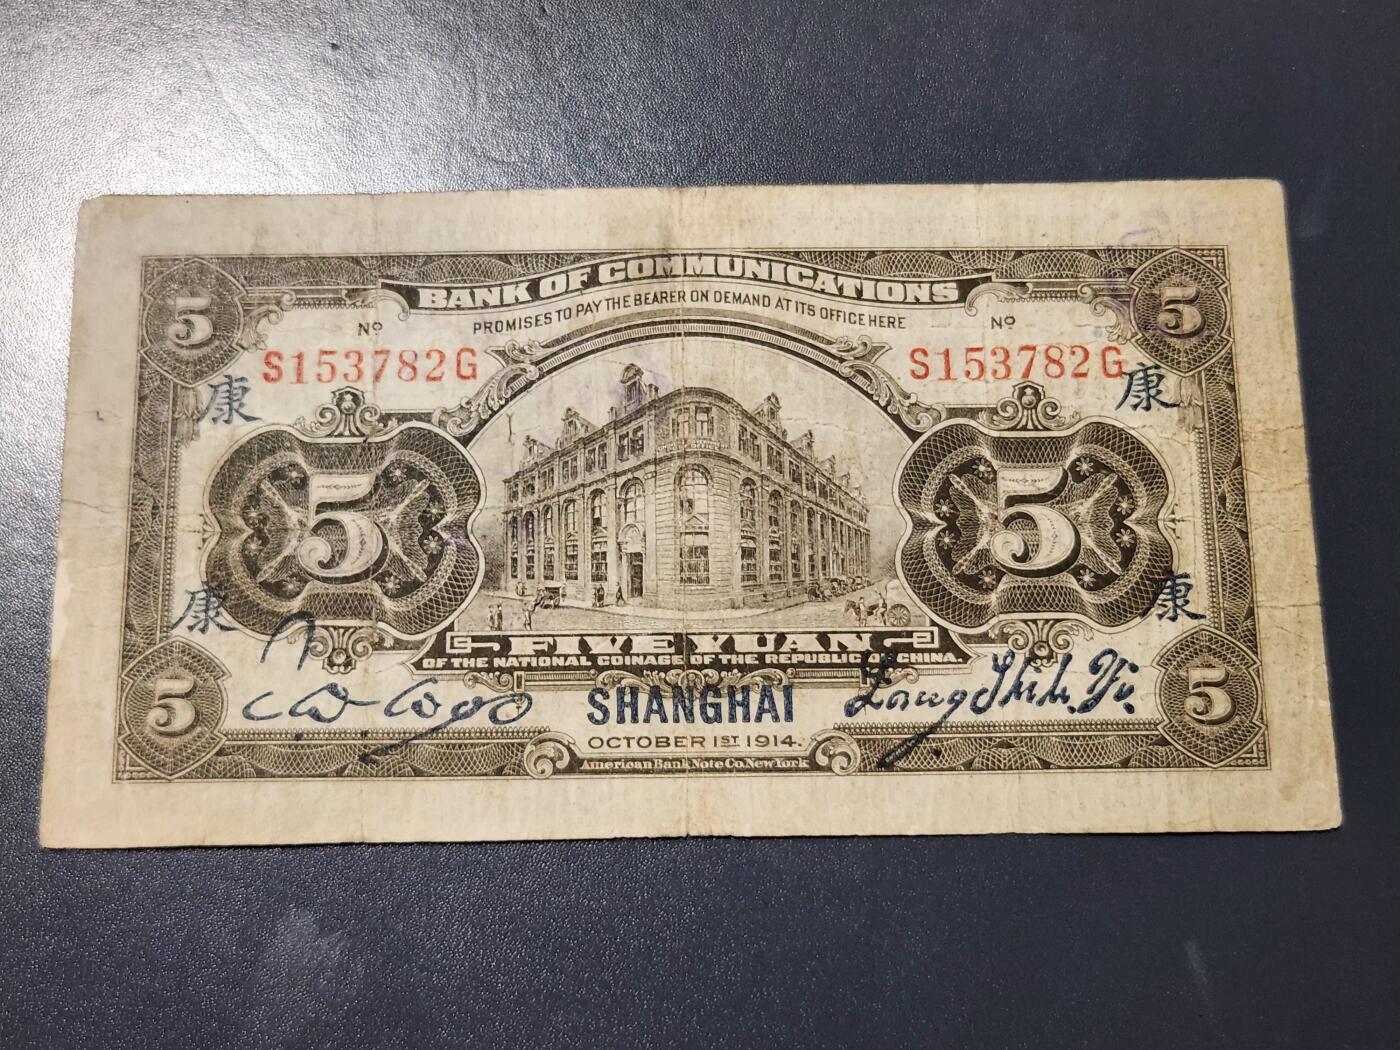 BANK OF COMMUNICATIONS
PROMISES TO PAY THE BEARER ON DEMAND AT ITS OFFICE HERE
5 5
Nº Nº
S153782G S153782G
康 康
5 5
康 康
FIVE YUAN
OF THE NATIONAL COINAGE OF THE REPUBLIC OF CHINA.
5 5
SHANGHAI
OCTOBER 1ST 1914.
American Bank Note Co. New York